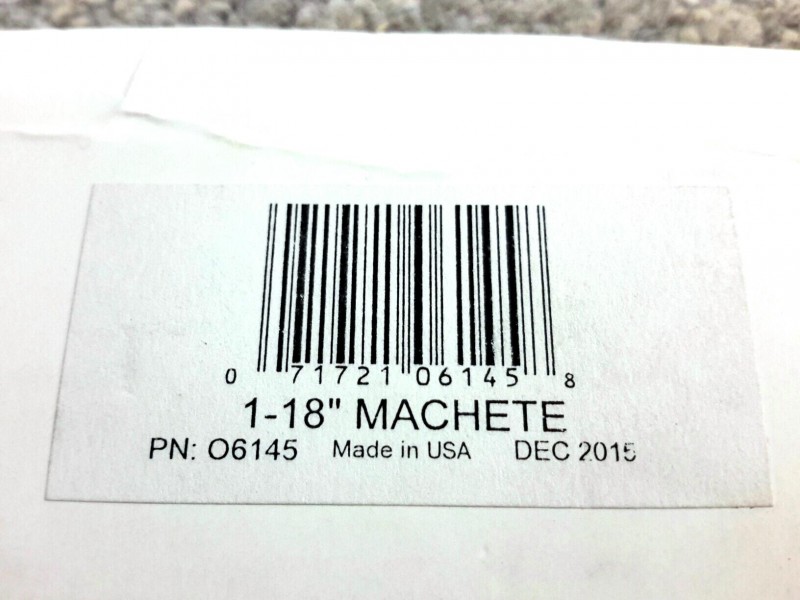 0 71721 06145 8
1-18" MACHETE
PN: O6145 Made in USA DEC 2015